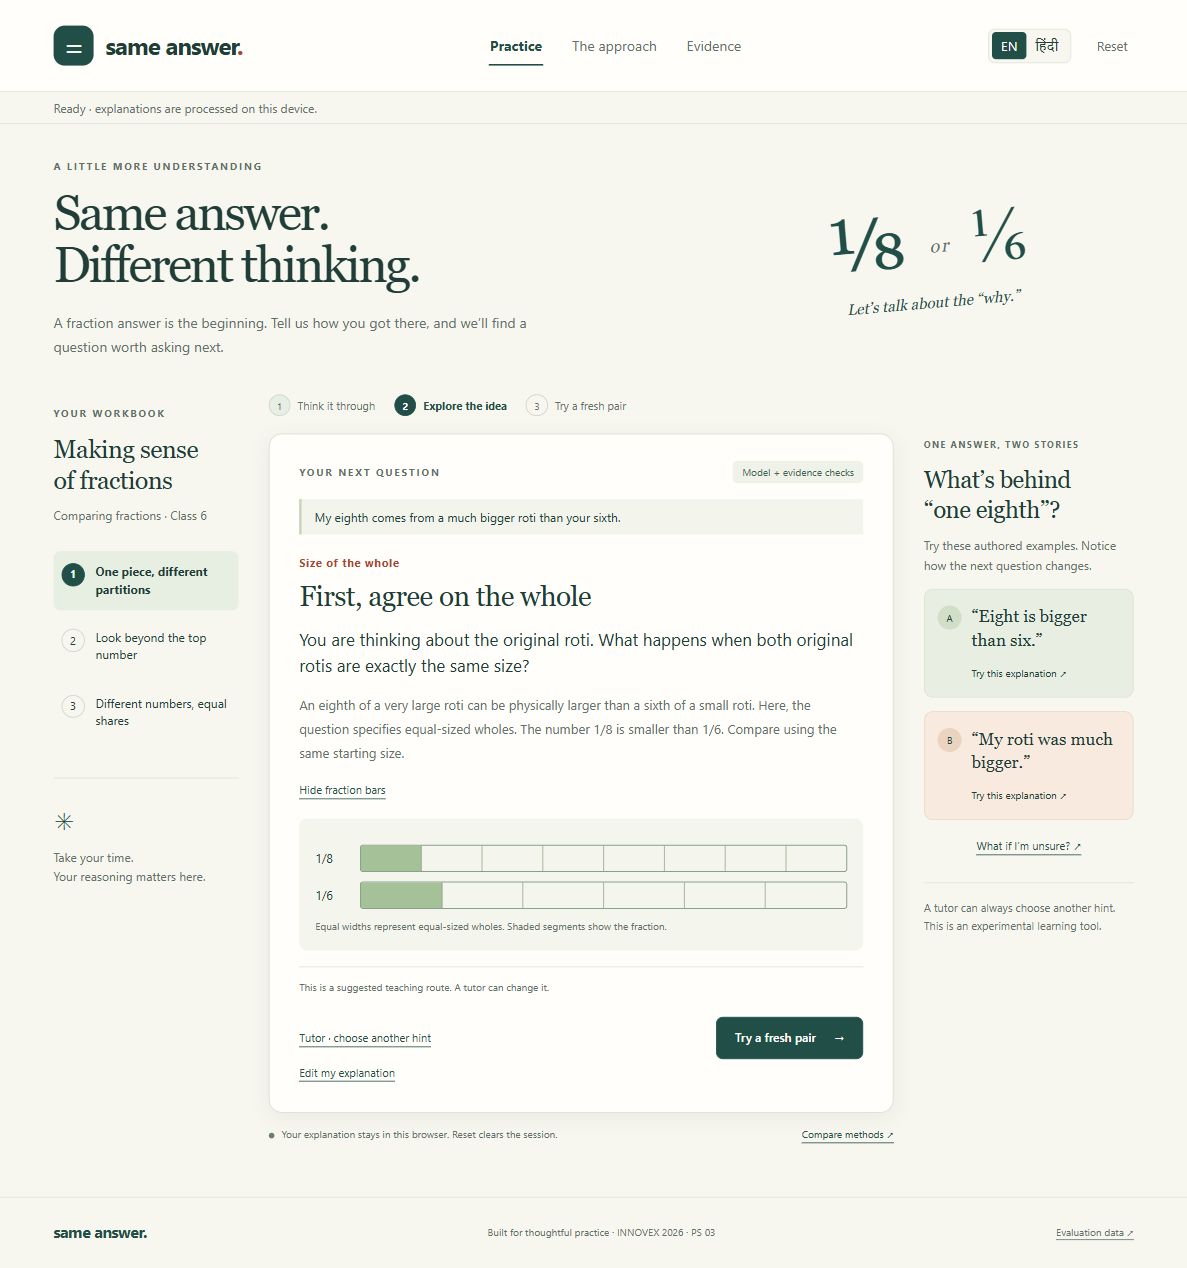 same answer.
Practice
The approach
Evidence
EN
हिंदी
Reset
Ready · explanations are processed on this device.
A LITTLE MORE UNDERSTANDING
Same answer.
Different thinking.
A fraction answer is the beginning. Tell us how you got there, and we’ll find a
question worth asking next.
⅛ or ⅙
Let’s talk about the “why.”
YOUR WORKBOOK
Making sense
of fractions
Comparing fractions · Class 6
1 One piece, different
partitions
2 Look beyond the top
number
3 Different numbers, equal
shares
Take your time.
Your reasoning matters here.
1 Think it through
2 Explore the idea
3 Try a fresh pair
YOUR NEXT QUESTION
Model + evidence checks
My eighth comes from a much bigger roti than your sixth.
Size of the whole
First, agree on the whole
You are thinking about the original roti. What happens when both original
rotis are exactly the same size?
An eighth of a very large roti can be physically larger than a sixth of a small roti. Here, the
question specifies equal-sized wholes. The number 1/8 is smaller than 1/6. Compare using the
same starting size.
Hide fraction bars
1/8
1/6
Equal widths represent equal-sized wholes. Shaded segments show the fraction.
This is a suggested teaching route. A tutor can change it.
Tutor · choose another hint
Try a fresh pair →
Edit my explanation
Your explanation stays in this browser. Reset clears the session.
Compare methods ↗
ONE ANSWER, TWO STORIES
What’s behind
“one eighth”?
Try these authored examples. Notice
how the next question changes.
A “Eight is bigger
than six.”
Try this explanation ↗
B “My roti was much
bigger.”
Try this explanation ↗
What if I’m unsure? ↗
A tutor can always choose another hint.
This is an experimental learning tool.
same answer.
Built for thoughtful practice · INNOVEX 2026 · PS 03
Evaluation data ↗